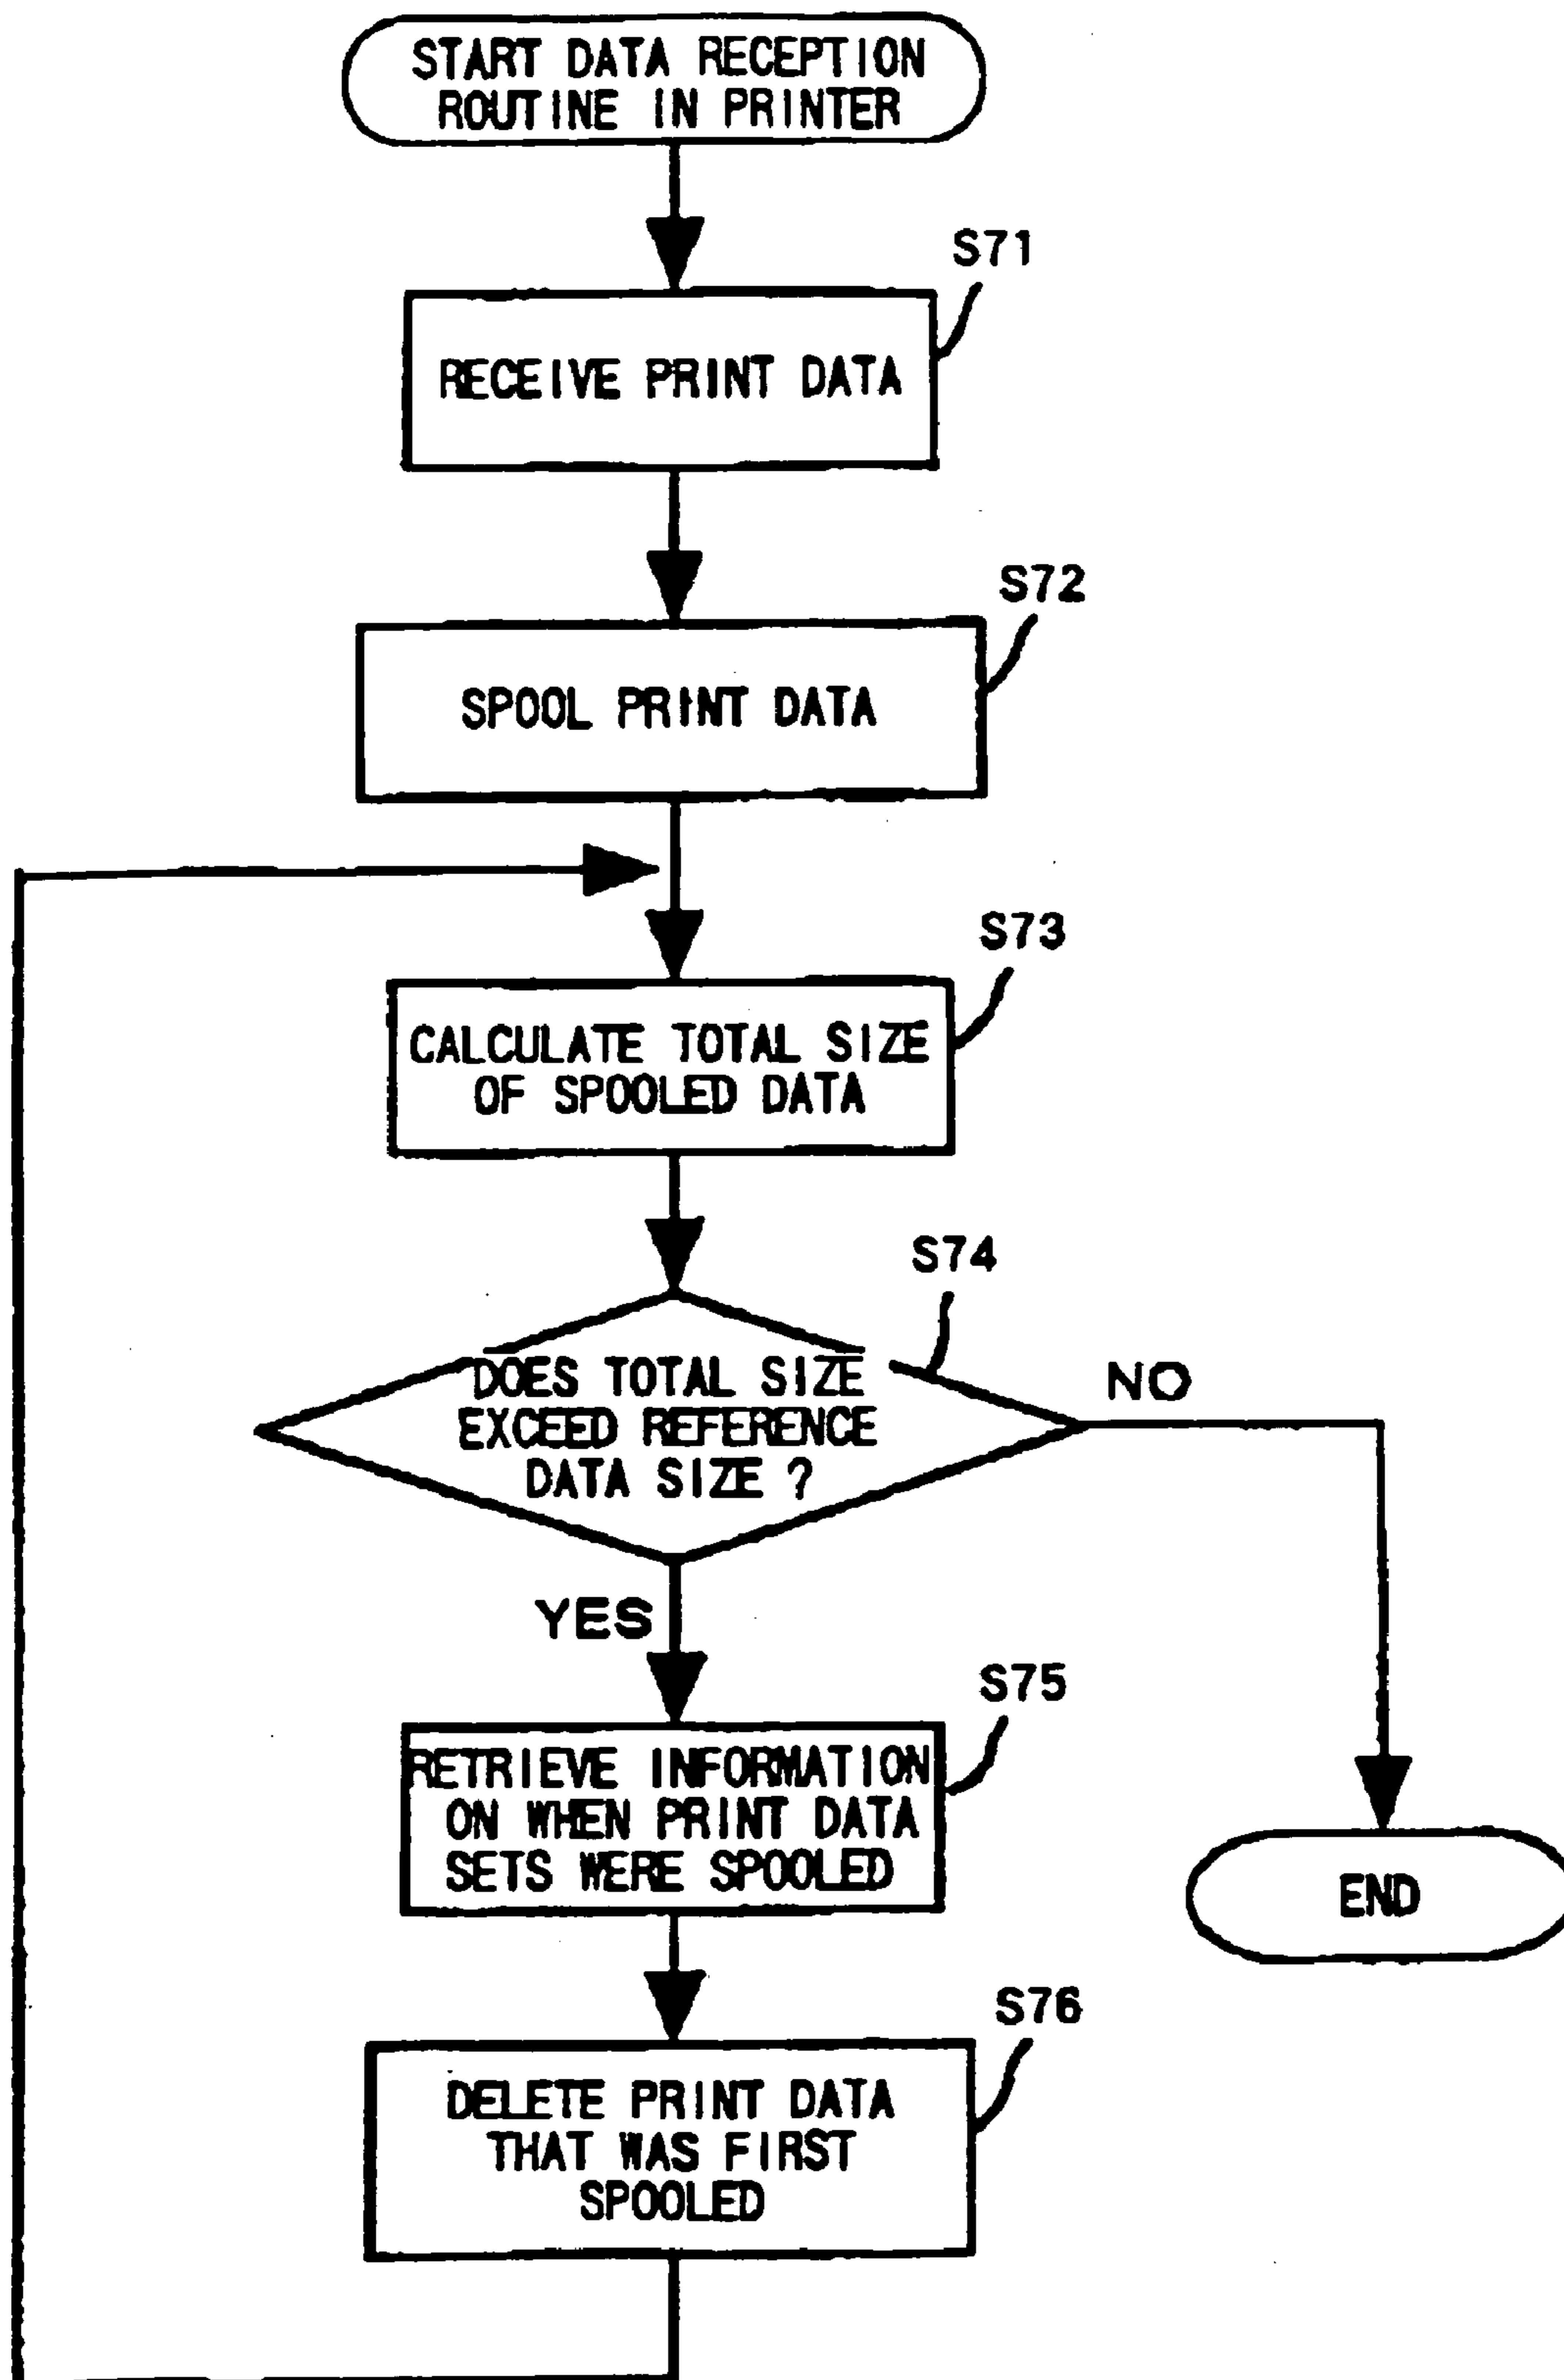 START DATA RECEPTION
ROUTINE IN PRINTER
S71
RECEIVE PRINT DATA
S72
SPOOL PRINT DATA
S73
CALCULATE TOTAL SIZE
OF SPOOLED DATA
S74
DOES TOTAL SIZE
EXCEED REFERENCE
DATA SIZE ?
NO
YES
S75
RETRIEVE INFORMATION
ON WHEN PRINT DATA
SETS WERE SPOOLED
END
S76
DELETE PRINT DATA
THAT WAS FIRST
SPOOLED